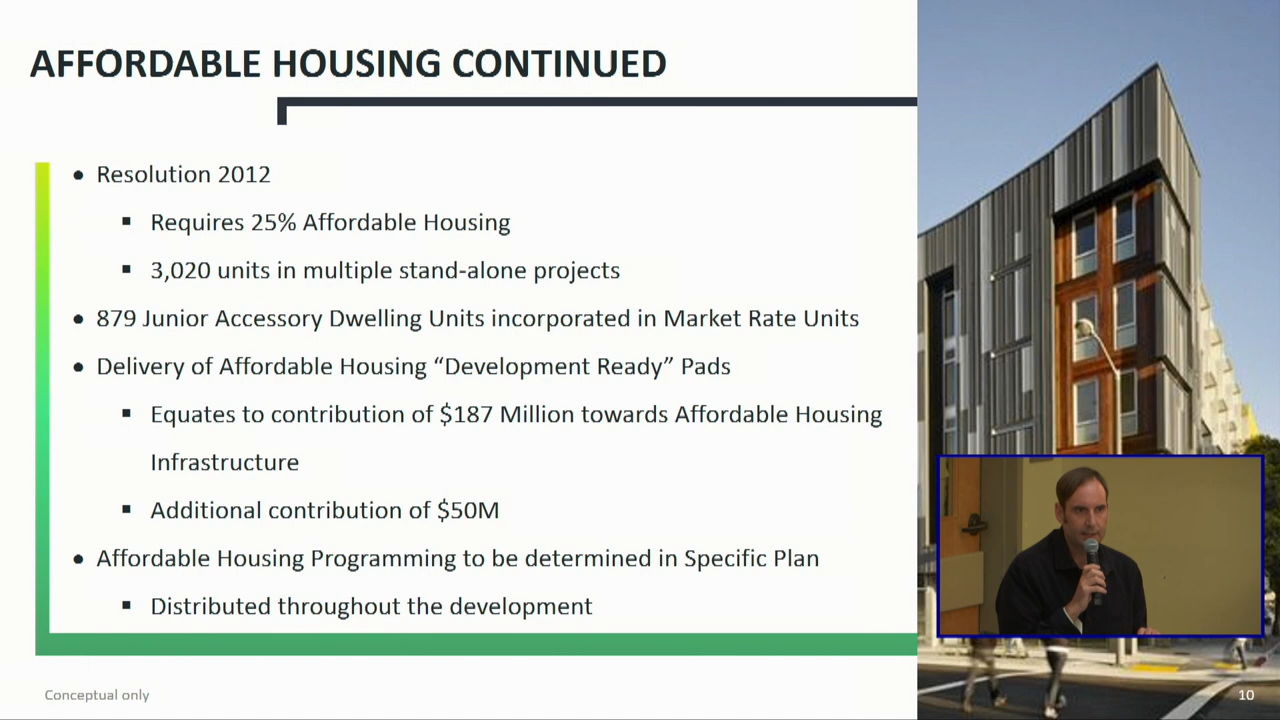 AFFORDABLE HOUSING CONTINUED
• Resolution 2012
▪ Requires 25% Affordable Housing
▪ 3,020 units in multiple stand-alone projects
• 879 Junior Accessory Dwelling Units incorporated in Market Rate Units
• Delivery of Affordable Housing “Development Ready” Pads
▪ Equates to contribution of $187 Million towards Affordable Housing
Infrastructure
▪ Additional contribution of $50M
• Affordable Housing Programming to be determined in Specific Plan
▪ Distributed throughout the development
Conceptual only
10